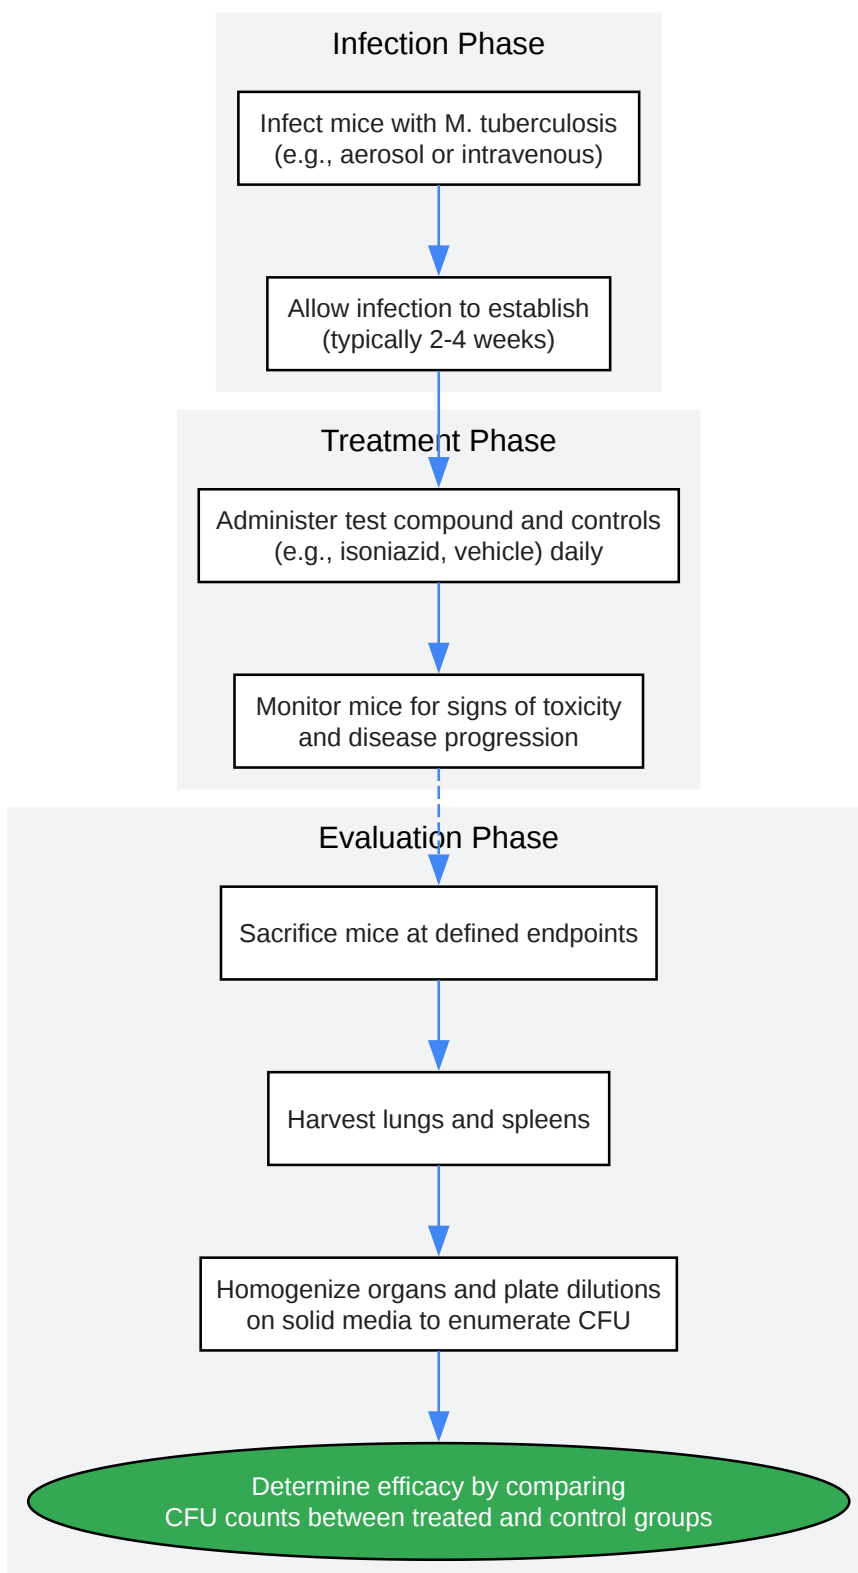 Infection Phase
Infect mice with M. tuberculosis
(e.g., aerosol or intravenous)
Allow infection to establish
(typically 2-4 weeks)
Treatment Phase
Administer test compound and controls
(e.g., isoniazid, vehicle) daily
Monitor mice for signs of toxicity
and disease progression
Evaluation Phase
Sacrifice mice at defined endpoints
Harvest lungs and spleens
Homogenize organs and plate dilutions
on solid media to enumerate CFU
Determine efficacy by comparing
CFU counts between treated and control groups